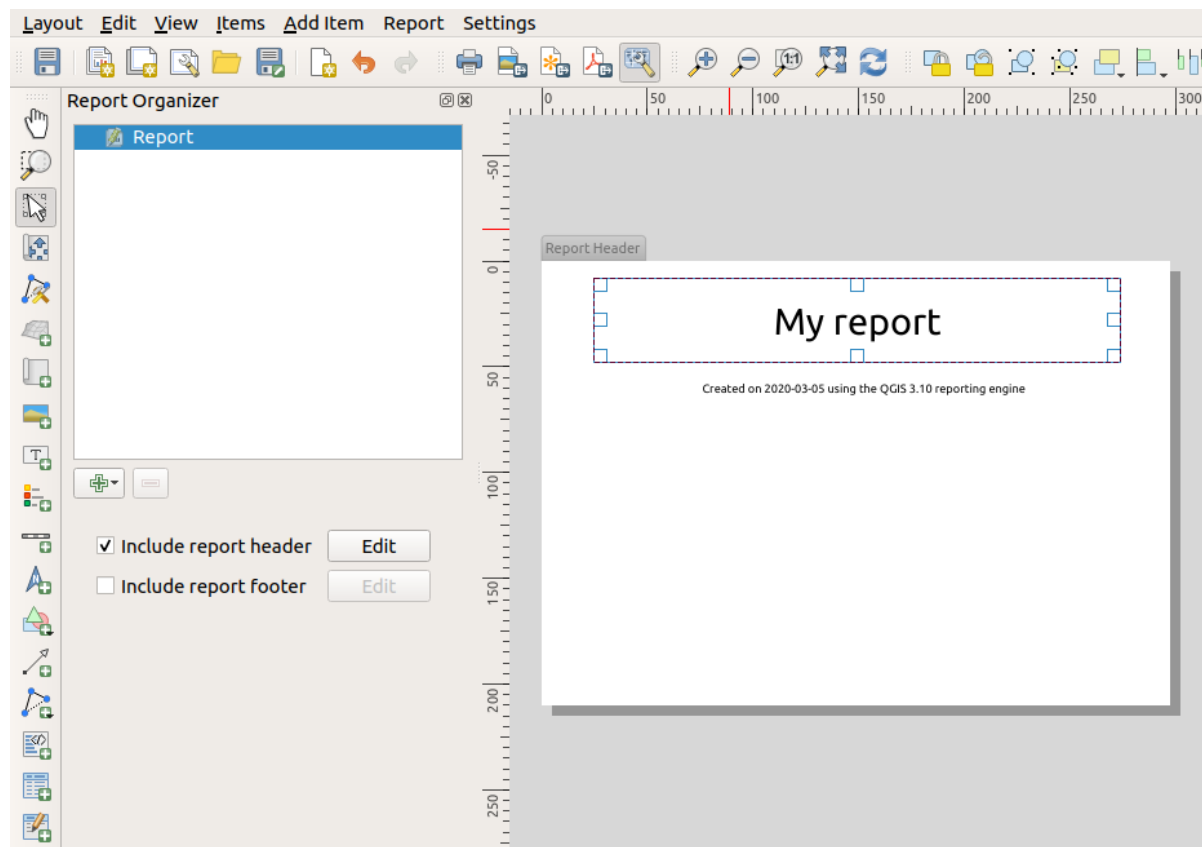 Layout Edit View Items Add Item Report Settings
Report Organizer
Report
Include report header Edit
Include report footer Edit
0 50 100 150 200 250 300
-50
0
50
100
150
200
250
Report Header
My report
Created on 2020-03-05 using the QGIS 3.10 reporting engine